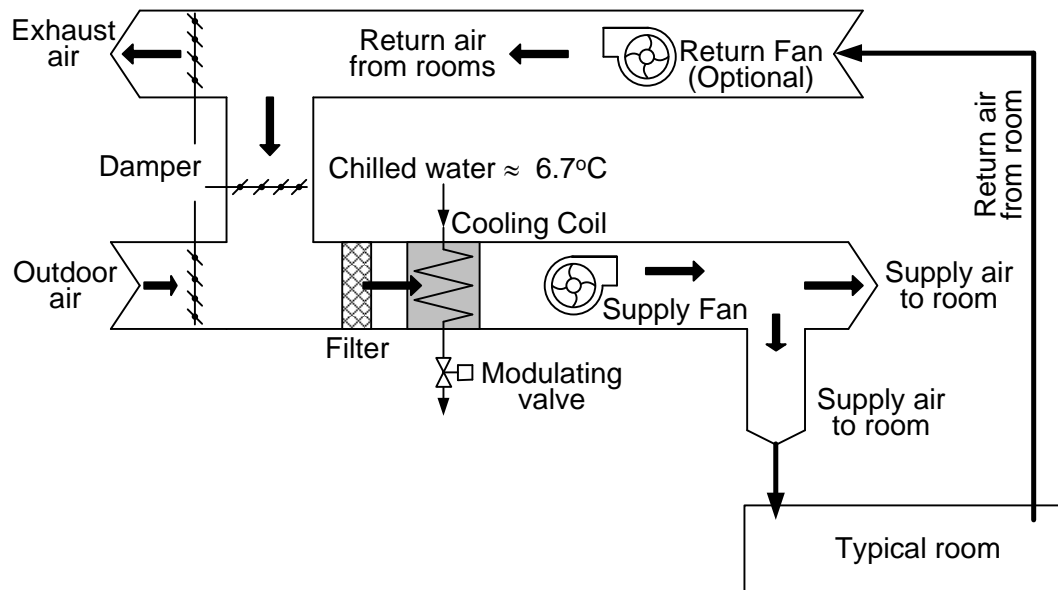 Exhaust
air
Return air
from rooms
Return Fan
(Optional)
Return air
from room
Damper
Chilled water ≈ 6.7°C
Cooling Coil
Outdoor
air
Supply Fan
Supply air
to room
Filter
Modulating
valve
Supply air
to room
Typical room